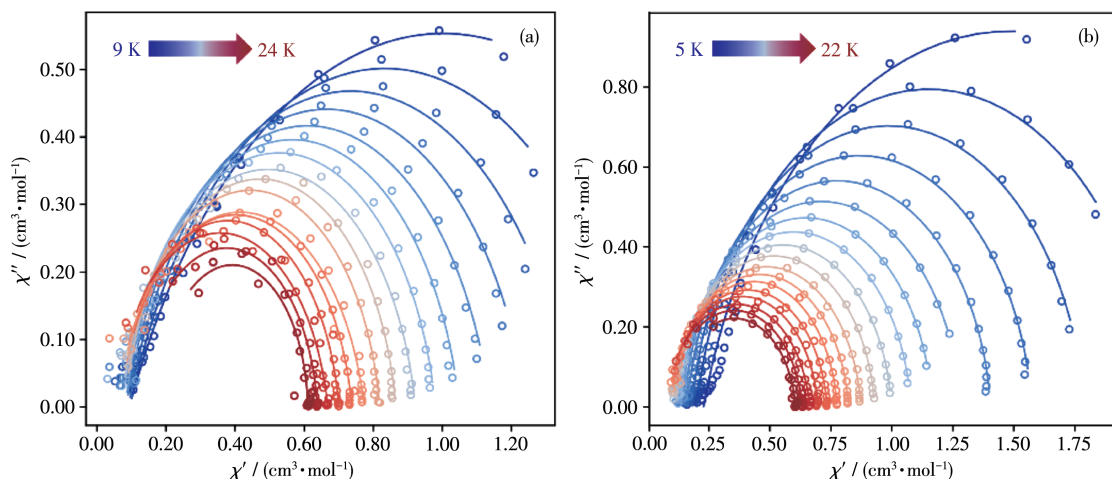 (a)
9 K 24 K
0.50
0.40
0.30
0.20
0.10
0.00
0.00 0.20 0.40 0.60 0.80 1.00 1.20
χ″ / (cm³·mol⁻¹)
χ′ / (cm³·mol⁻¹)
(b)
5 K 22 K
0.80
0.60
0.40
0.20
0.00
0.00 0.25 0.50 0.75 1.00 1.25 1.50 1.75
χ″ / (cm³·mol⁻¹)
χ′ / (cm³·mol⁻¹)